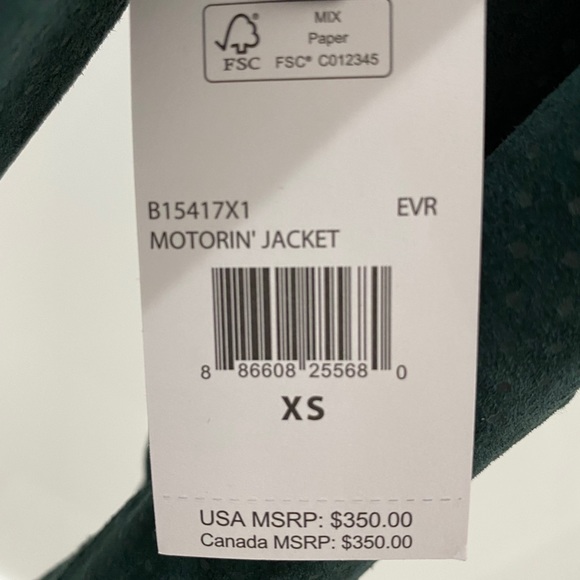 MIX
Paper
FSC FSC® C012345
B15417X1 EVR
MOTORIN' JACKET
8 86608 25568 0
XS
USA MSRP: $350.00
Canada MSRP: $350.00